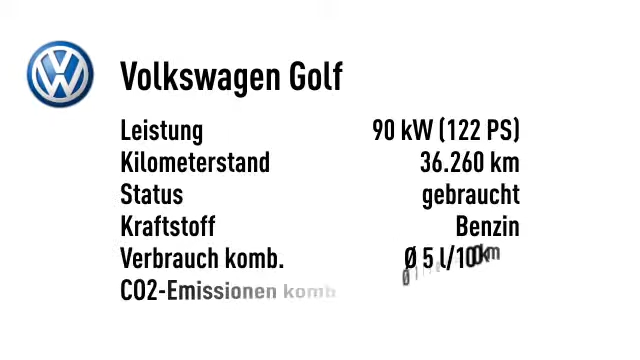 Volkswagen Golf
Leistung 90 kW (122 PS)
Kilometerstand 36.260 km
Status gebraucht
Kraftstoff Benzin
Verbrauch komb. Ø 5 l/100km
CO2-Emissionen komb